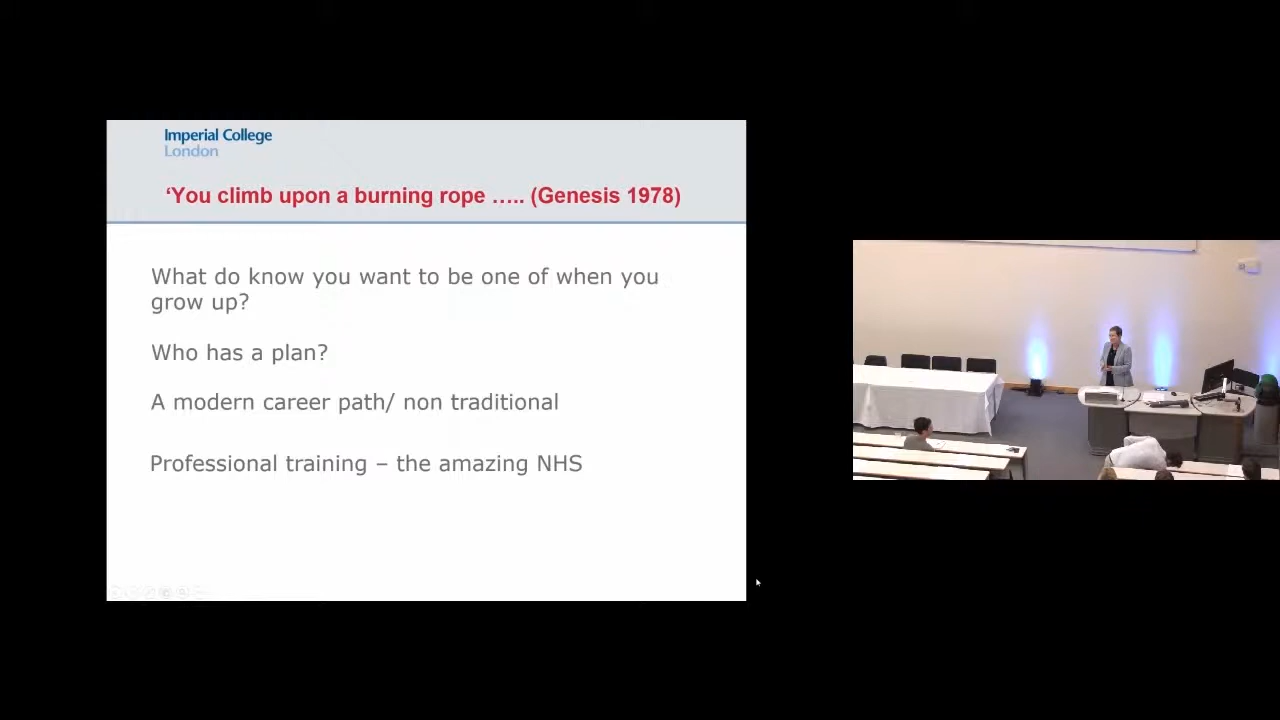 Imperial College
London
‘You climb upon a burning rope ….. (Genesis 1978)
What do know you want to be one of when you
grow up?
Who has a plan?
A modern career path/ non traditional
Professional training – the amazing NHS